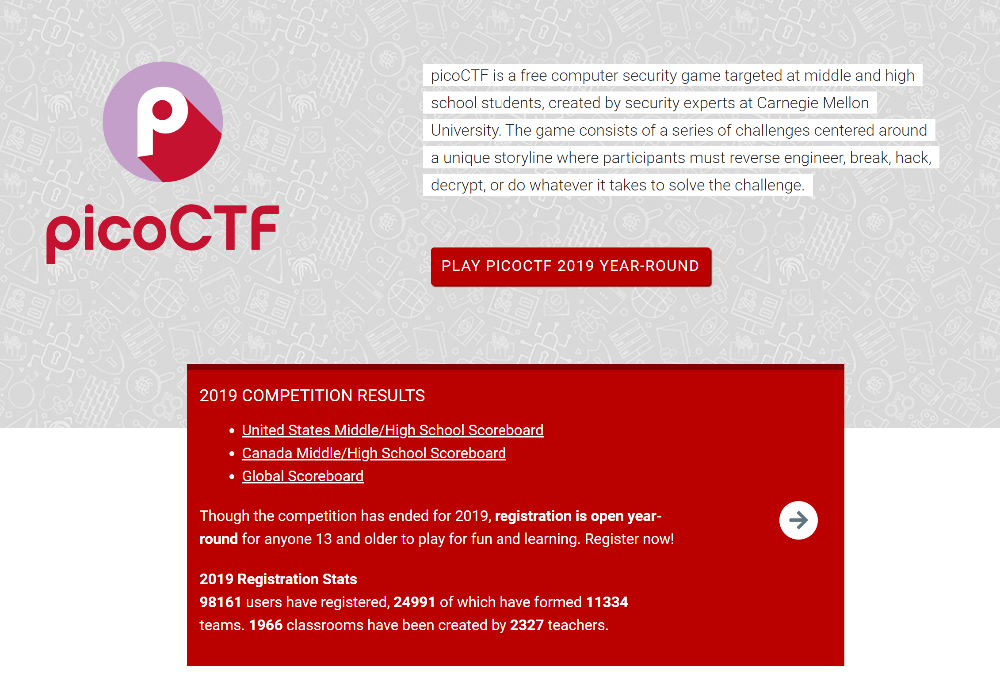 picoCTF
picoCTF is a free computer security game targeted at middle and high
school students, created by security experts at Carnegie Mellon
University. The game consists of a series of challenges centered around
a unique storyline where participants must reverse engineer, break, hack,
decrypt, or do whatever it takes to solve the challenge.
PLAY PICOCTF 2019 YEAR-ROUND
2019 COMPETITION RESULTS
• United States Middle/High School Scoreboard
• Canada Middle/High School Scoreboard
• Global Scoreboard
Though the competition has ended for 2019, registration is open year-
round for anyone 13 and older to play for fun and learning. Register now!
2019 Registration Stats
98161 users have registered, 24991 of which have formed 11334
teams. 1966 classrooms have been created by 2327 teachers.